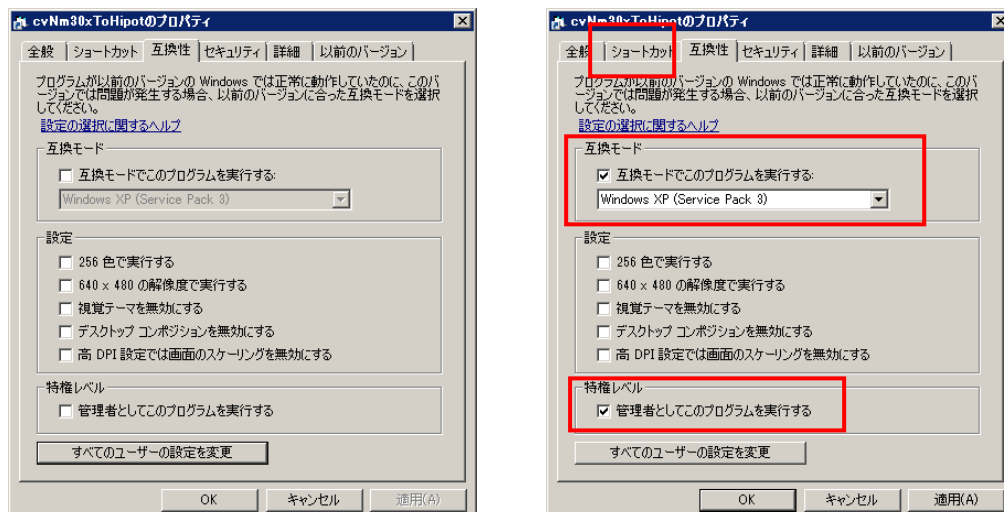 cvNm30xToHipotのプロパティ
全般 ショートカット 互換性 セキュリティ 詳細 以前のバージョン
プログラムが以前のバージョンの Windows では正常に動作していたのに、このバ
ージョンでは問題が発生する場合、以前のバージョンに合った互換モードを選択
してください。
設定の選択に関するヘルプ
互換モード
互換モードでこのプログラムを実行する:
Windows XP (Service Pack 3)
設定
256 色で実行する
640 x 480 の解像度で実行する
視覚テーマを無効にする
デスクトップ コンポジションを無効にする
高 DPI 設定では画面のスケーリングを無効にする
特権レベル
管理者としてこのプログラムを実行する
すべてのユーザーの設定を変更
OK キャンセル 適用(A)
cvNm30xToHipotのプロパティ
全般 ショートカット 互換性 セキュリティ 詳細 以前のバージョン
プログラムが以前のバージョンの Windows では正常に動作していたのに、このバ
ージョンでは問題が発生する場合、以前のバージョンに合った互換モードを選択
してください。
設定の選択に関するヘルプ
互換モード
互換モードでこのプログラムを実行する:
Windows XP (Service Pack 3)
設定
256 色で実行する
640 x 480 の解像度で実行する
視覚テーマを無効にする
デスクトップ コンポジションを無効にする
高 DPI 設定では画面のスケーリングを無効にする
特権レベル
管理者としてこのプログラムを実行する
すべてのユーザーの設定を変更
OK キャンセル 適用(A)